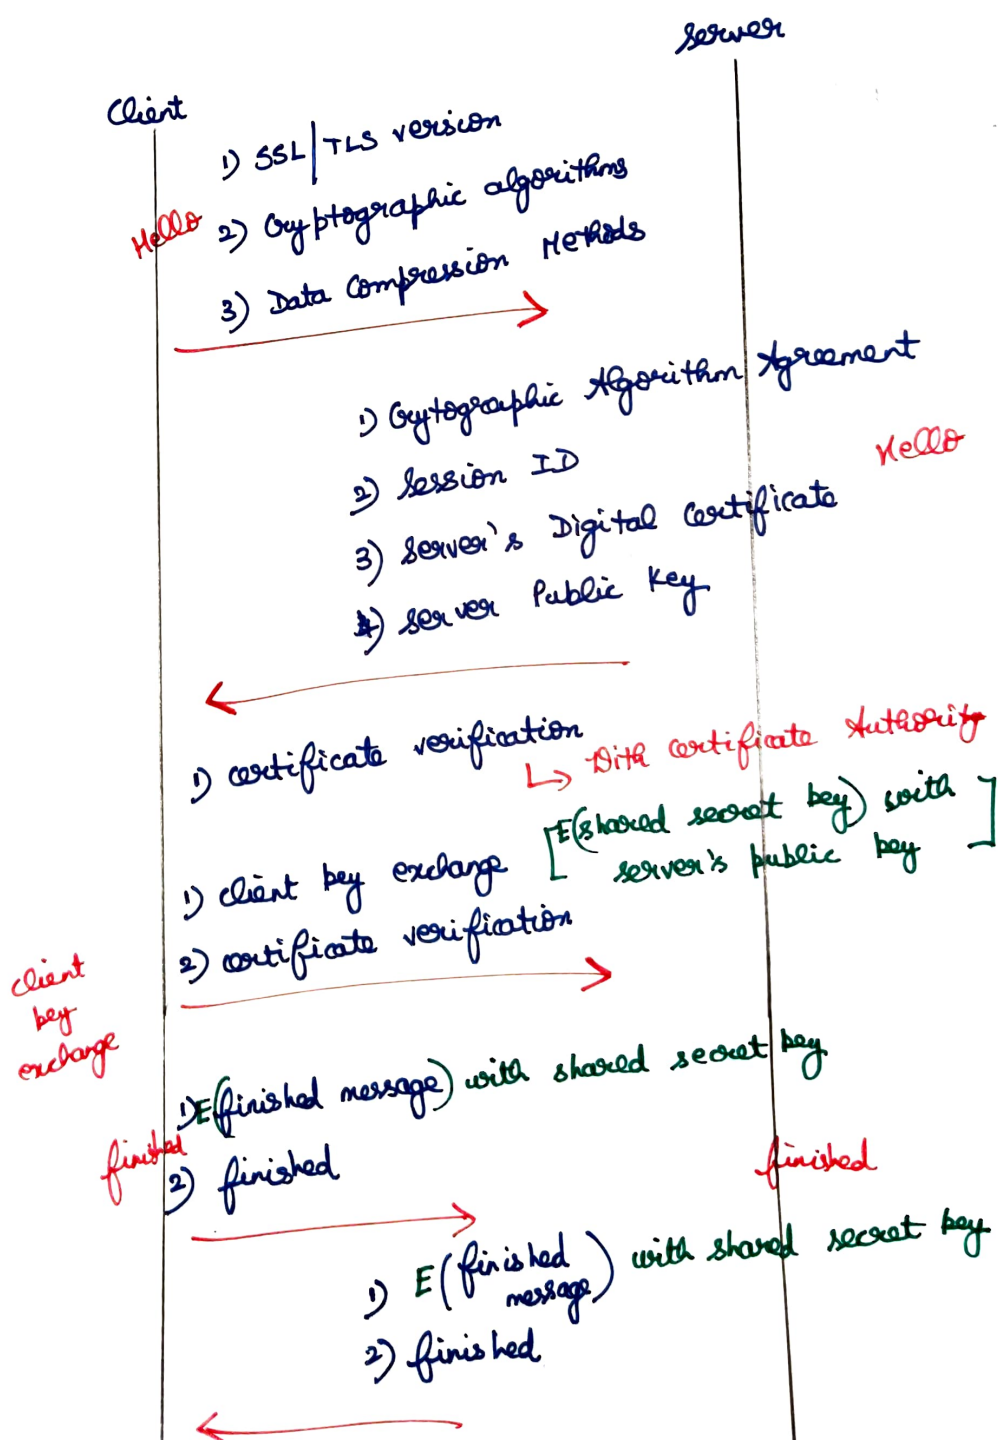 Server
Client
1) SSL|TLS version
Hello
2) Cryptographic algorithms
3) Data Compression Methods
1) Crytographic Algorithm Agreement
Hello
2) Session ID
3) Server's Digital Certificate
4) Server Public Key
1) certificate verification
↳ With certificate Authority
1) client key exchange
[E(shared secret key) with
server's public key]
2) certificate verification
client
key
exchange
1) E(finished message) with shared secret key
finished
2) finished
finished
1) E(finished
message) with shared secret key
2) finished